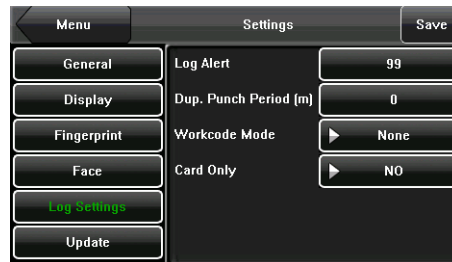 Menu
Settings
Save
General
Display
Fingerprint
Face
Log Settings
Update
Log Alert 99
Dup. Punch Period (m) 0
Workcode Mode None
Card Only NO